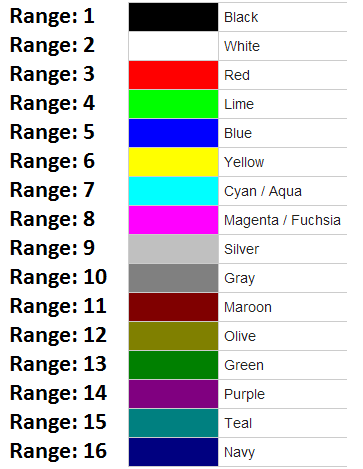 Range: 1 Black
Range: 2 White
Range: 3 Red
Range: 4 Lime
Range: 5 Blue
Range: 6 Yellow
Range: 7 Cyan / Aqua
Range: 8 Magenta / Fuchsia
Range: 9 Silver
Range: 10 Gray
Range: 11 Maroon
Range: 12 Olive
Range: 13 Green
Range: 14 Purple
Range: 15 Teal
Range: 16 Navy